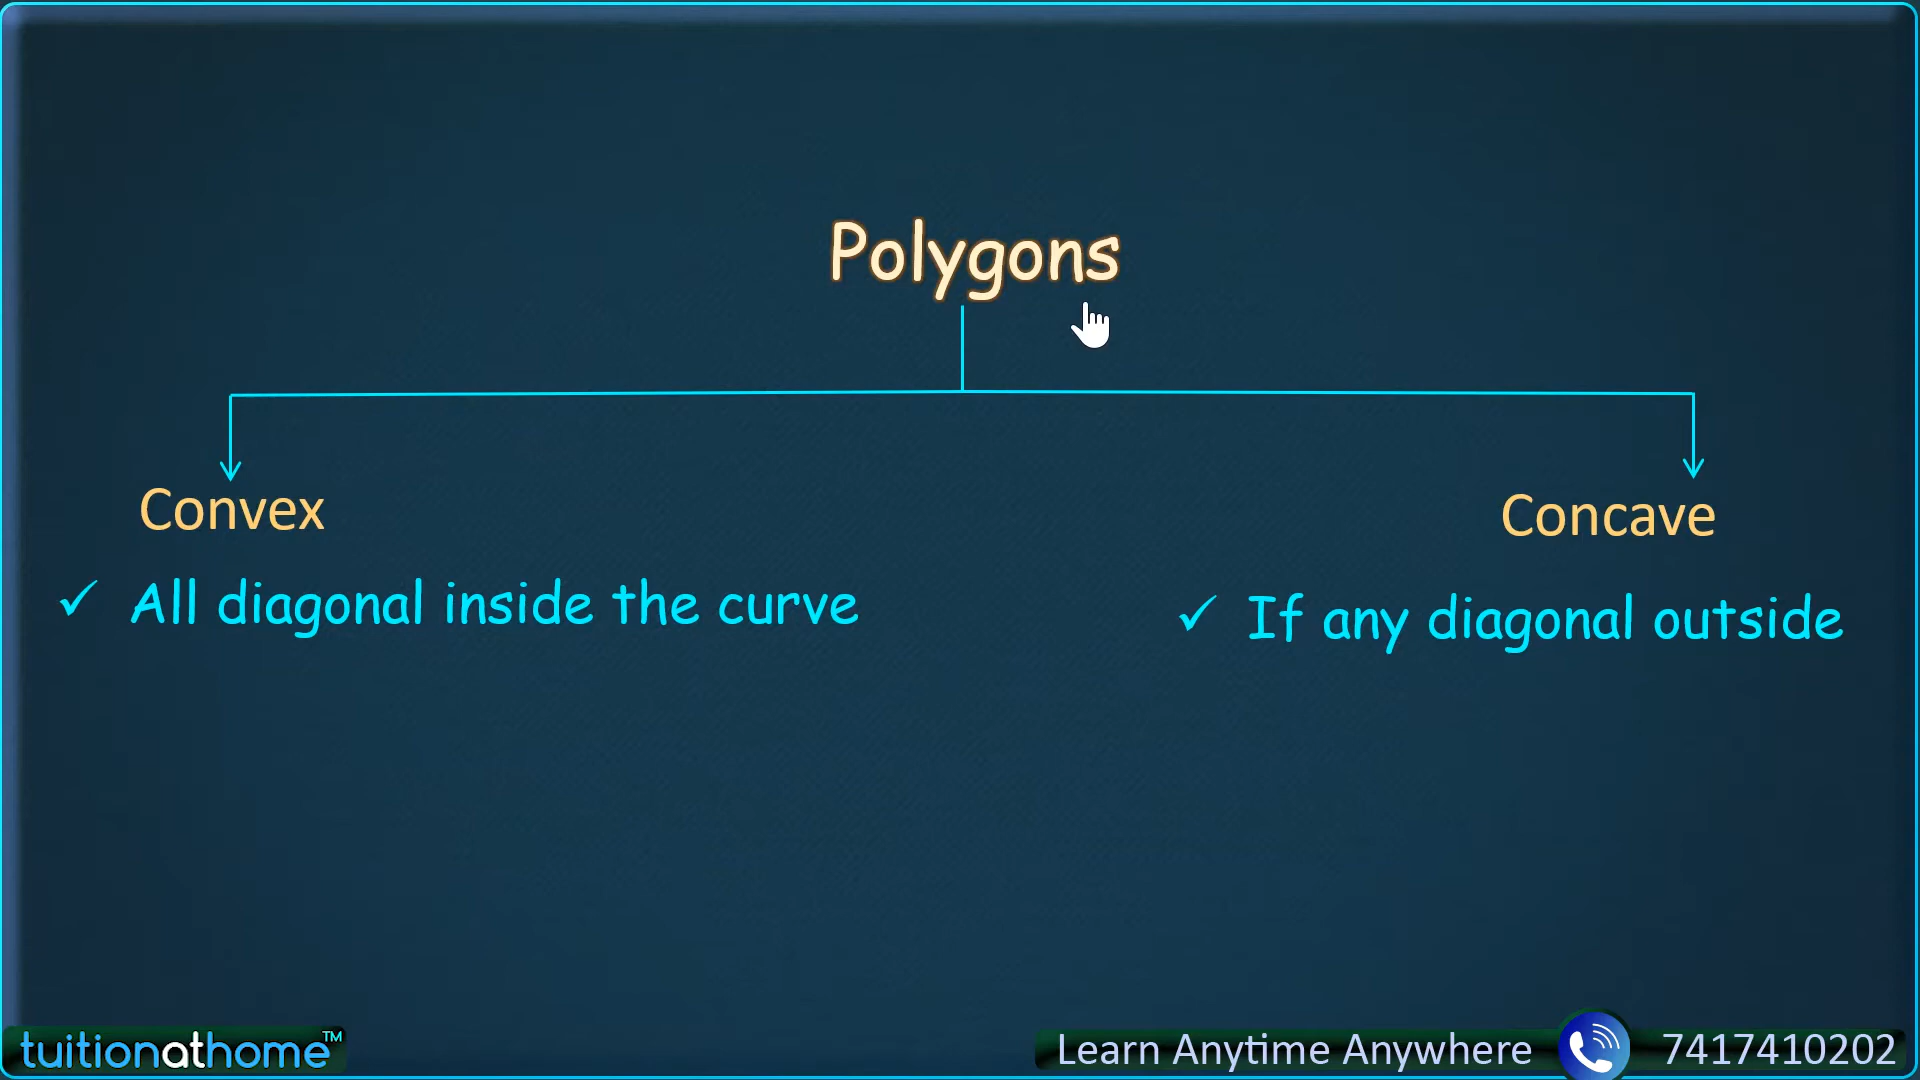 Polygons
Convex
Concave
✓ All diagonal inside the curve
✓ If any diagonal outside
tuitionathome™
Learn Anytime Anywhere 7417410202